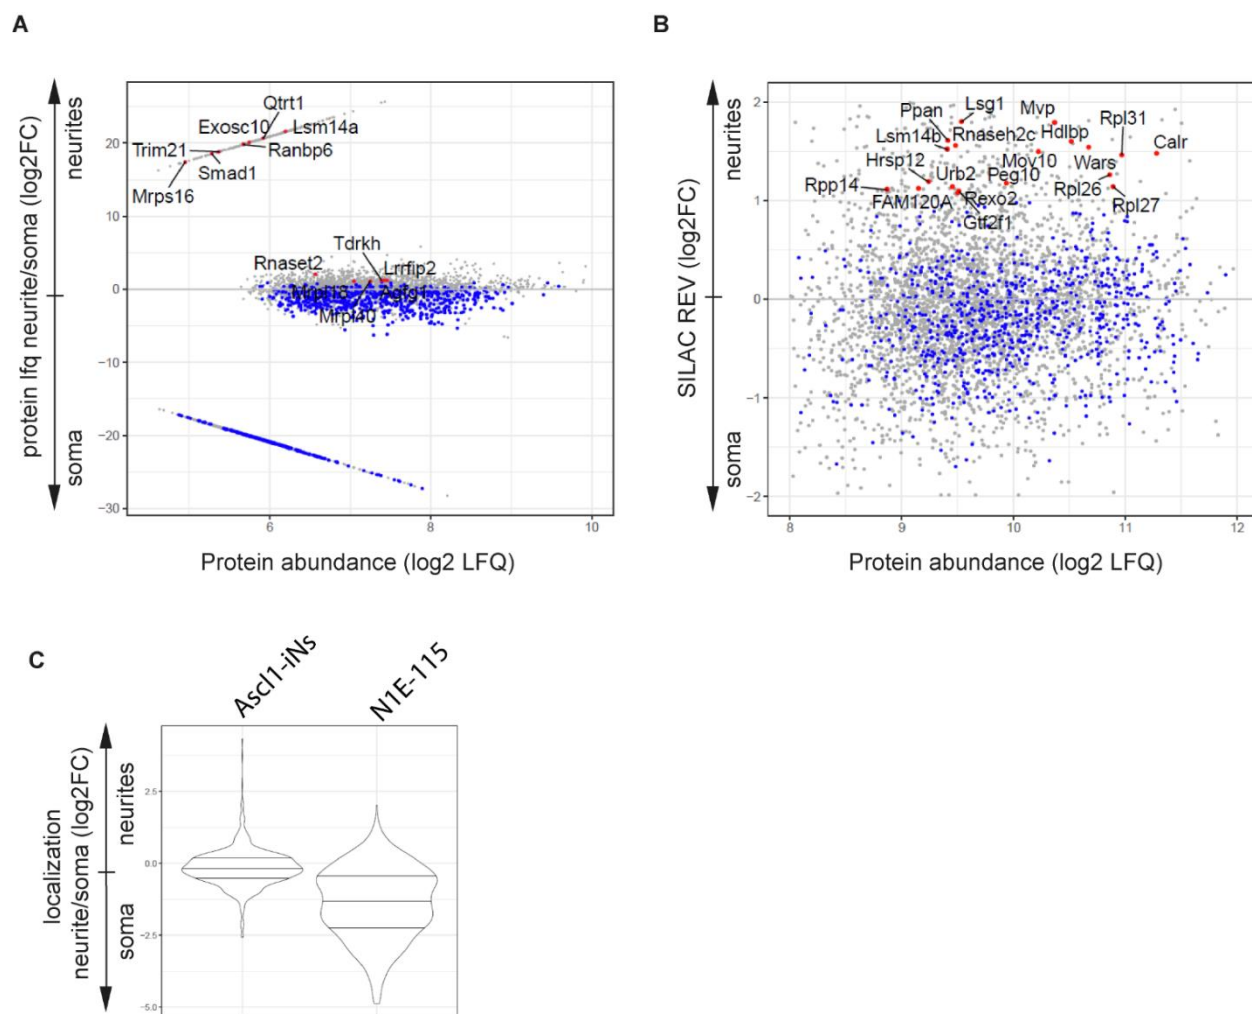 A
protein lfq neurite/soma (log2FC)
neurites
soma
20
10
0
−10
−20
−30
Qtrt1
Exosc10
Lsm14a
Trim21
Ranbp6
Smad1
Mrps16
Tdrkh
Rnaset2
Lrrfip2
Agfg1
Mrpl40
6
8
10
Protein abundance (log2 LFQ)
B
SILAC REV (log2FC)
neurites
soma
2
1
0
−1
−2
Ppan
Lsg1
Mvp
Rpl31
Lsm14b
Rnaseh2c
Hdlbp
Calr
Hrsp12
Mov10
Wars
Rpp14
Urb2
Peg10
Rpl26
FAM120A
Rexo2
Rpl27
Gtf2f1
8
9
10
11
12
Protein abundance (log2 LFQ)
C
Ascl1-iNs
N1E-115
localization
neurite/soma (log2FC)
neurites
soma
2.5
0.0
−2.5
−5.0